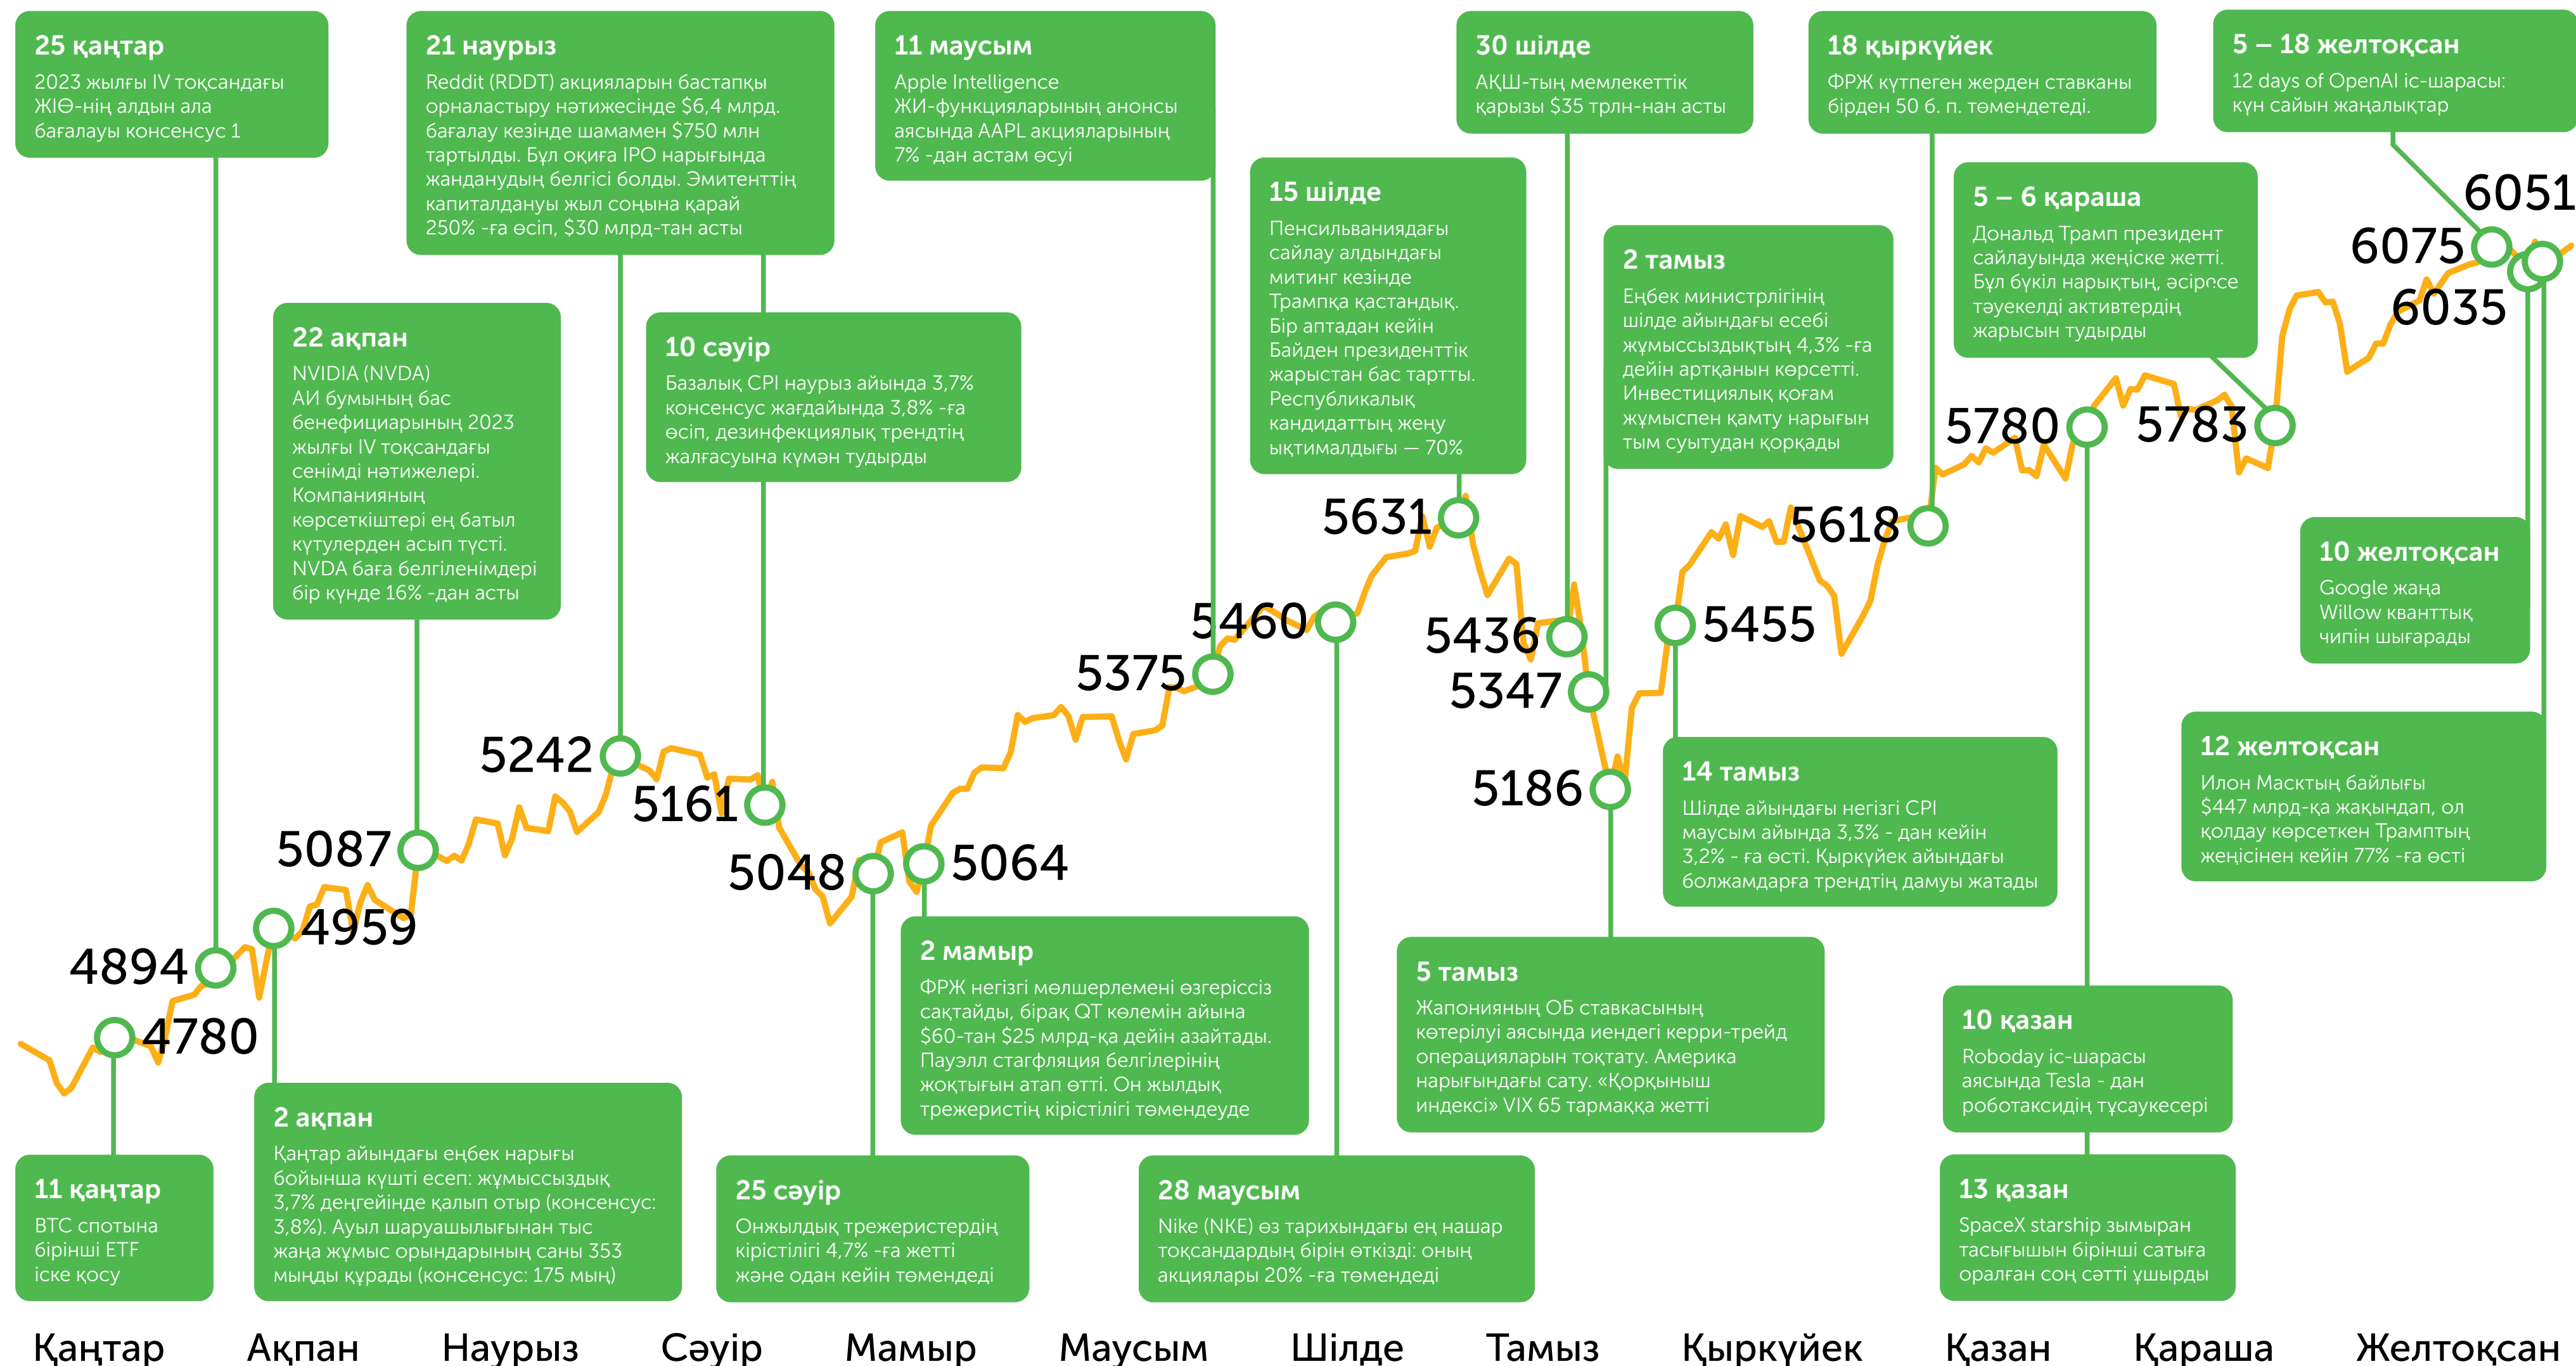 25 қаңтар
2023 жылғы IV тоқсандағы
ЖІӨ-нің алдын ала
бағалауы консенсус 1
21 наурыз
Reddit (RDDT) акцияларын бастапқы
орналастыру нәтижесінде $6,4 млрд.
бағалау кезінде шамамен $750 млн
тартылды. Бұл оқиға IPO нарығында
жанданудың белгісі болды. Эмитенттің
капиталдануы жыл соңына қарай
250% -ға өсіп, $30 млрд-тан асты
11 маусым
Apple Intelligence
ЖИ-функцияларының анонсы
аясында AAPL акцияларының
7% -дан астам өсуі
30 шілде
АҚШ-тың мемлекеттік
қарызы $35 трлн-нан асты
18 қыркүйек
ФРЖ күтпеген жерден ставканы
бірден 50 б. п. төмендетеді.
5 – 18 желтоқсан
12 days of OpenAI іс-шарасы:
күн сайын жаңалықтар
15 шілде
Пенсильваниядағы
сайлау алдындағы
митинг кезінде
Трампқа қастандық.
Бір аптадан кейін
Байден президенттік
жарыстан бас тартты.
Республикалық
кандидаттың жеңу
ықтималдығы — 70%
5 – 6 қараша
Дональд Трамп президент
сайлауында жеңіске жетті.
Бұл бүкіл нарықтың, әсіресе
тәуекелді активтердің
жарысын тудырды
2 тамыз
Еңбек министрлігінің
шілде айындағы есебі
жұмыссыздықтың 4,3% -ға
дейін артқанын көрсетті.
Инвестициялық қоғам
жұмыспен қамту нарығын
тым суытудан қорқады
22 ақпан
NVIDIA (NVDA)
АИ бумының бас
бенефициарының 2023
жылғы IV тоқсандағы
сенімді нәтижелері.
Компанияның
көрсеткіштері ең батыл
күтулерден асып түсті.
NVDA баға белгіленімдері
бір күнде 16% -дан асты
10 сәуір
Базалық CPI наурыз айында 3,7%
консенсус жағдайында 3,8% -ға
өсіп, дезинфекциялық трендтің
жалғасуына күмән тудырды
6051
6075
6035
5780
5783
5631
5618
5460
5436
5455
5375
5347
5242
5161
5186
5087
5048
5064
4959
4894
4780
10 желтоқсан
Google жаңа
Willow кванттық
чипін шығарады
12 желтоқсан
Илон Масктың байлығы
$447 млрд-қа жақындап, ол
қолдау көрсеткен Трамптың
жеңісінен кейін 77% -ға өсті
14 тамыз
Шілде айындағы негізгі CPI
маусым айында 3,3% - дан кейін
3,2% - ға өсті. Қыркүйек айындағы
болжамдарға трендтің дамуы жатады
2 мамыр
ФРЖ негізгі мөлшерлемені өзгеріссіз
сақтайды, бірақ QT көлемін айына
$60-тан $25 млрд-қа дейін азайтады.
Пауэлл стагфляция белгілерінің
жоқтығын атап өтті. Он жылдық
трежеристің кірістілігі төмендеуде
5 тамыз
Жапонияның ОБ ставкасының
көтерілуі аясында иендегі керри-трейд
операцияларын тоқтату. Америка
нарығындағы сату. «Қорқыныш
индексі» VIX 65 тармаққа жетті
10 қазан
Roboday іс-шарасы
аясында Tesla - дан
роботаксидің тұсаукесері
2 ақпан
Қаңтар айындағы еңбек нарығы
бойынша күшті есеп: жұмыссыздық
3,7% деңгейінде қалып отыр (консенсус:
3,8%). Ауыл шаруашылығынан тыс
жаңа жұмыс орындарының саны 353
мыңды құрады (консенсус: 175 мың)
11 қаңтар
BTC спотына
бірінші ETF
іске қосу
25 сәуір
Онжылдық трежеристердің
кірістілігі 4,7% -ға жетті
және одан кейін төмендеді
28 маусым
Nike (NKE) өз тарихындағы ең нашар
тоқсандардың бірін өткізді: оның
акциялары 20% -ға төмендеді
13 қазан
SpaceX starship зымыран
тасығышын бірінші сатыға
оралған соң сәтті ұшырды
Қаңтар Ақпан Наурыз Сәуір Мамыр Маусым Шілде Тамыз Қыркүйек Қазан Қараша Желтоқсан